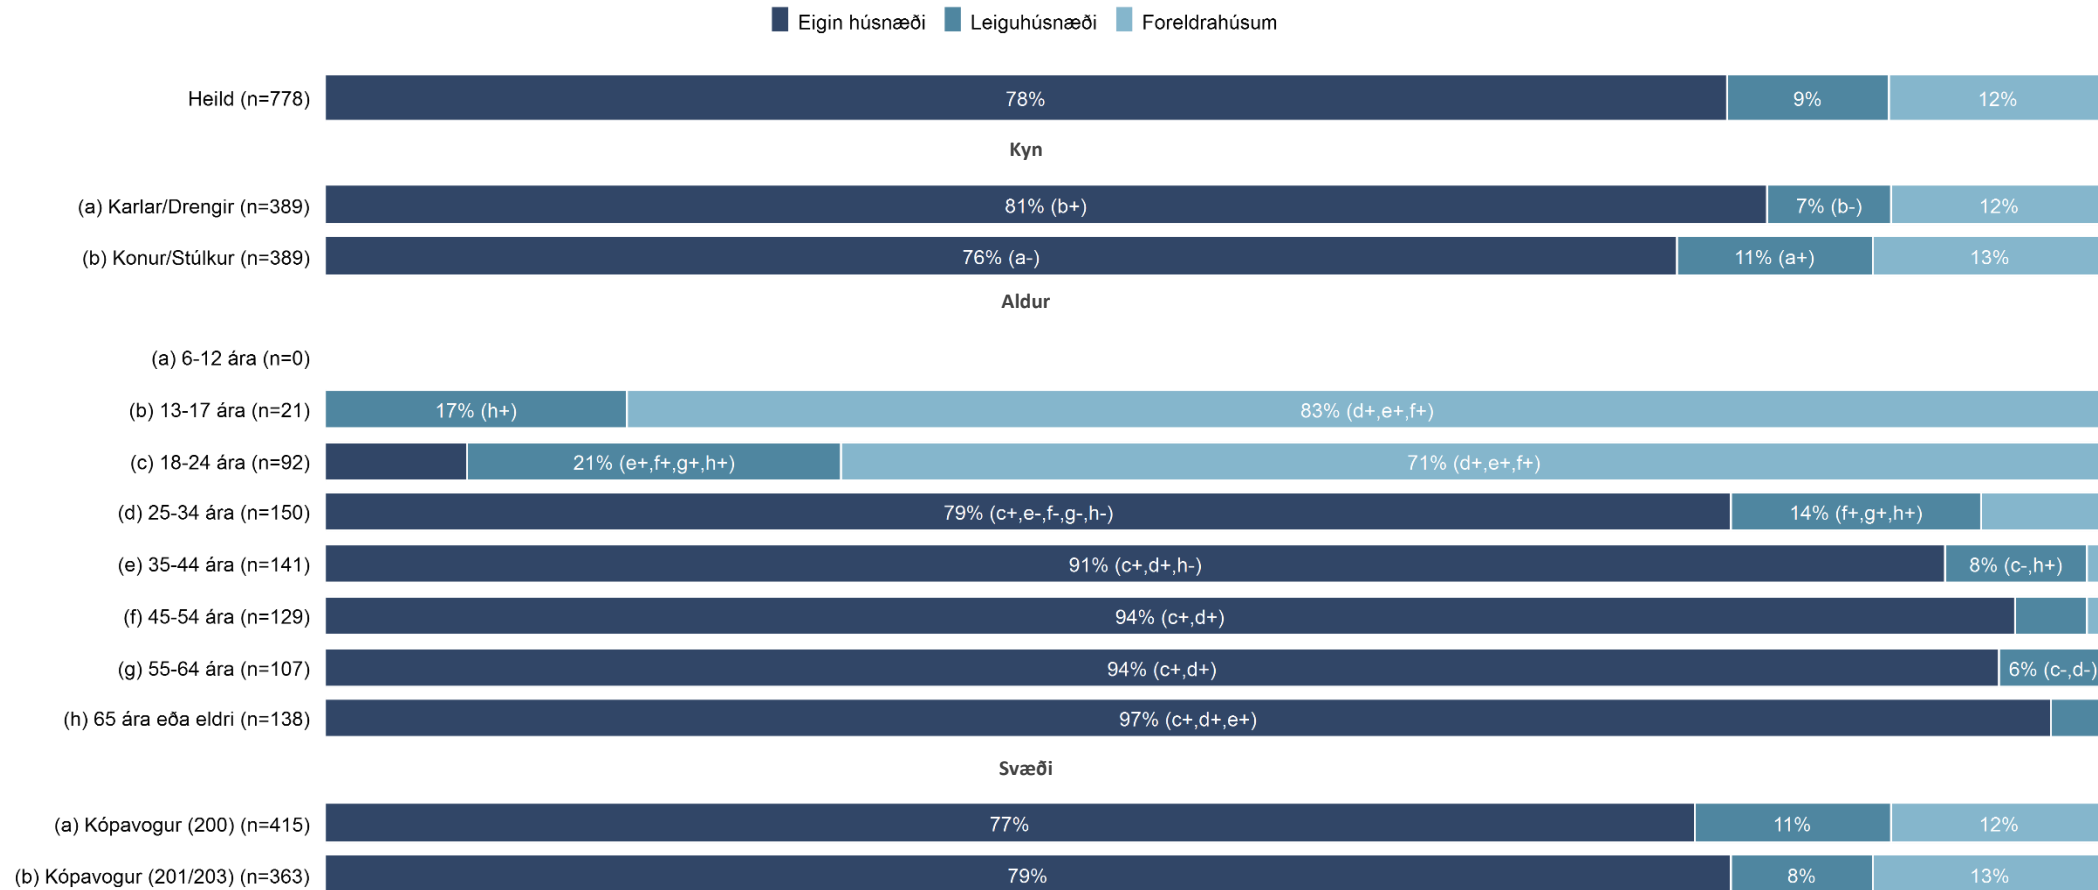 Eigin húsnæði Leiguhúsnæði Foreldrahúsum
Heild (n=778) 78% 9% 12%
Kyn
(a) Karlar/Drengir (n=389) 81% (b+) 7% (b-) 12%
(b) Konur/Stúlkur (n=389) 76% (a-) 11% (a+) 13%
Aldur
(a) 6-12 ára (n=0)
(b) 13-17 ára (n=21) 17% (h+) 83% (d+,e+,f+)
(c) 18-24 ára (n=92) 21% (e+,f+,g+,h+) 71% (d+,e+,f+)
(d) 25-34 ára (n=150) 79% (c+,e-,f-,g-,h-) 14% (f+,g+,h+)
(e) 35-44 ára (n=141) 91% (c+,d+,h-) 8% (c-,h+)
(f) 45-54 ára (n=129) 94% (c+,d+)
(g) 55-64 ára (n=107) 94% (c+,d+) 6% (c-,d-)
(h) 65 ára eða eldri (n=138) 97% (c+,d+,e+)
Svæði
(a) Kópavogur (200) (n=415) 77% 11% 12%
(b) Kópavogur (201/203) (n=363) 79% 8% 13%